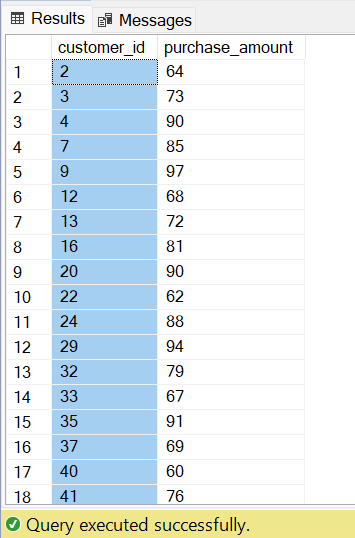 Results Messages
customer_id purchase_amount
1 2 64
2 3 73
3 4 90
4 7 85
5 9 97
6 12 68
7 13 72
8 16 81
9 20 90
10 22 62
11 24 88
12 29 94
13 32 79
14 33 67
15 35 91
16 37 69
17 40 60
18 41 76
Query executed successfully.